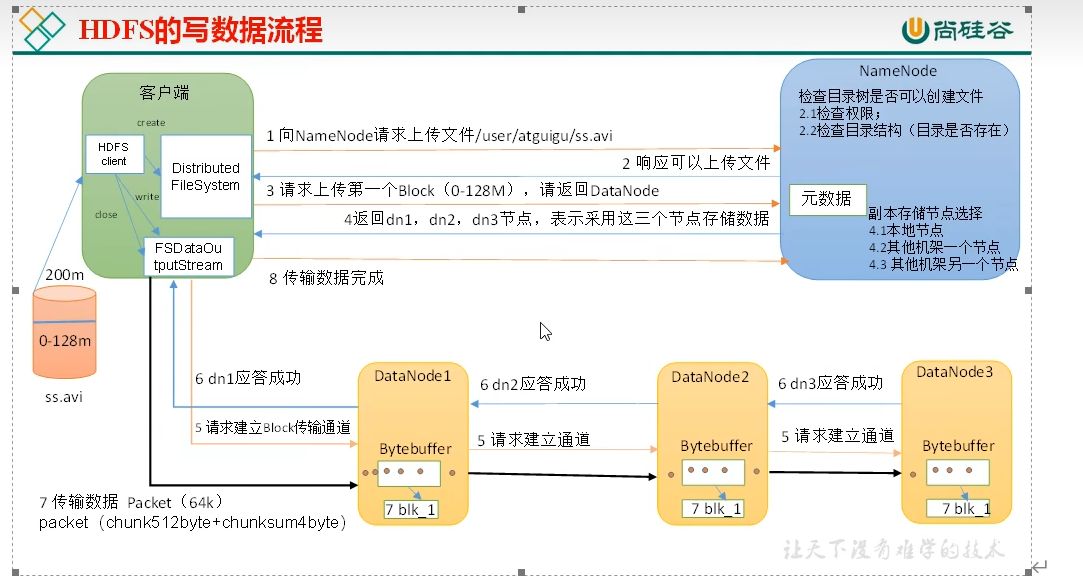 HDFS的写数据流程
尚硅谷
客户端
create
HDFS
client
Distributed
FileSystem
write
close
FSDataOu
tputStream
1 向NameNode请求上传文件/user/atguigu/ss.avi
2 响应可以上传文件
3 请求上传第一个Block（0-128M），请返回DataNode
4返回dn1，dn2，dn3节点，表示采用这三个节点存储数据
8 传输数据完成
NameNode
检查目录树是否可以创建文件
2.1检查权限；
2.2检查目录结构（目录是否存在）
元数据
副本存储节点选择
4.1本地节点
4.2其他机架一个节点
4.3 其他机架另一个节点
200m
0-128m
ss.avi
6 dn1应答成功
5 请求建立Block传输通道
DataNode1
Bytebuffer
7 blk_1
6 dn2应答成功
5 请求建立通道
DataNode2
Bytebuffer
7 blk_1
6 dn3应答成功
5 请求建立通道
DataNode3
Bytebuffer
7 blk_1
7 传输数据 Packet（64k）
packet（chunk512byte+chunksum4byte）
让天下没有难学的技术